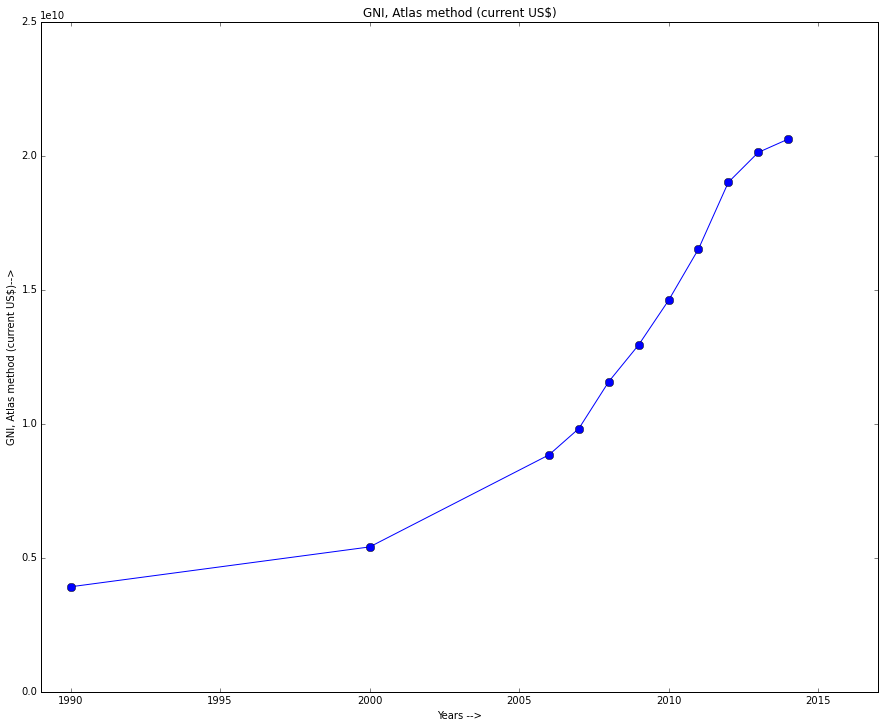 GNI, Atlas method (current US$)
1e10
2.5
2.0
1.5
1.0
0.5
0.0
GNI, Atlas method (current US$)-->
1990 1995 2000 2005 2010 2015
Years -->